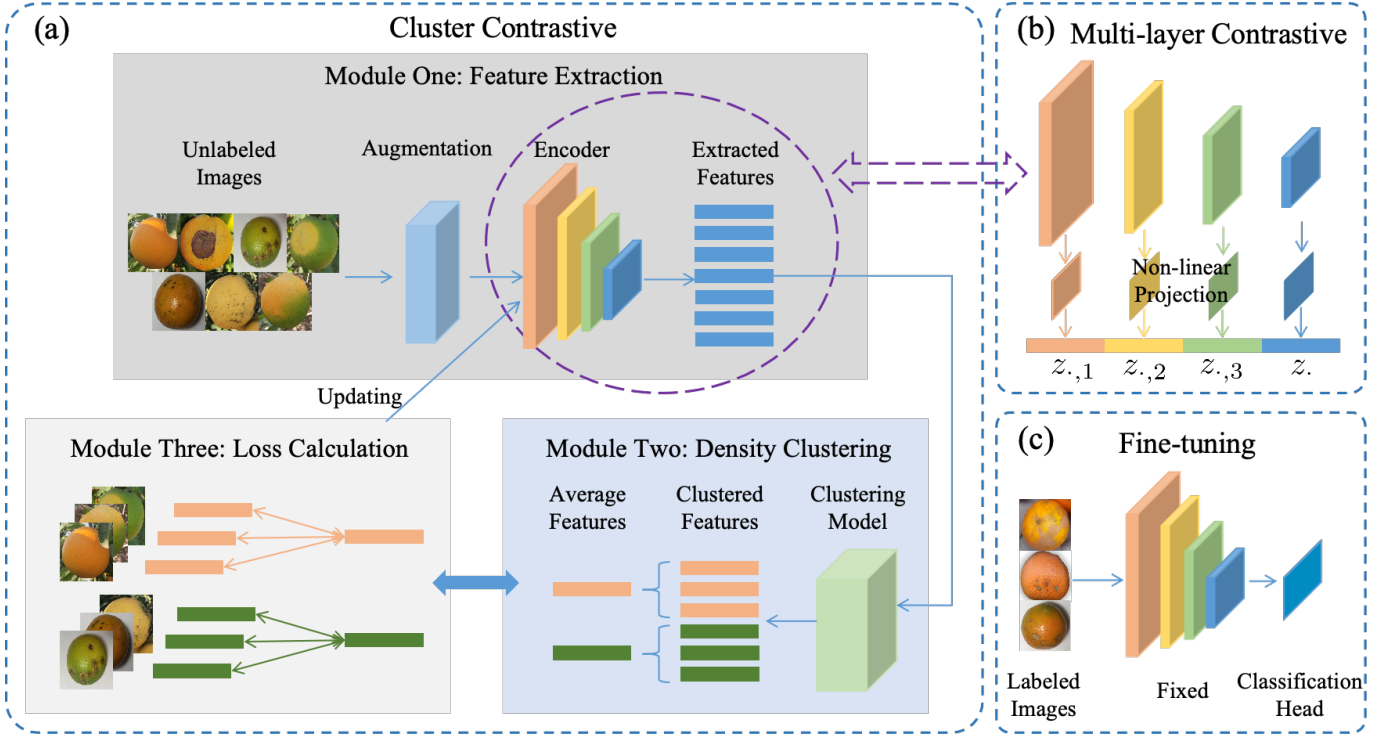 (a)
Cluster Contrastive
Module One: Feature Extraction
Unlabeled
Images
Augmentation
Encoder
Extracted
Features
Updating
Module Three: Loss Calculation
Module Two: Density Clustering
Average
Features
Clustered
Features
Clustering
Model
(b)
Multi-layer Contrastive
Non-linear
Projection
z·,1
z·,2
z·,3
z·
(c)
Fine-tuning
Labeled
Images
Fixed
Classification
Head